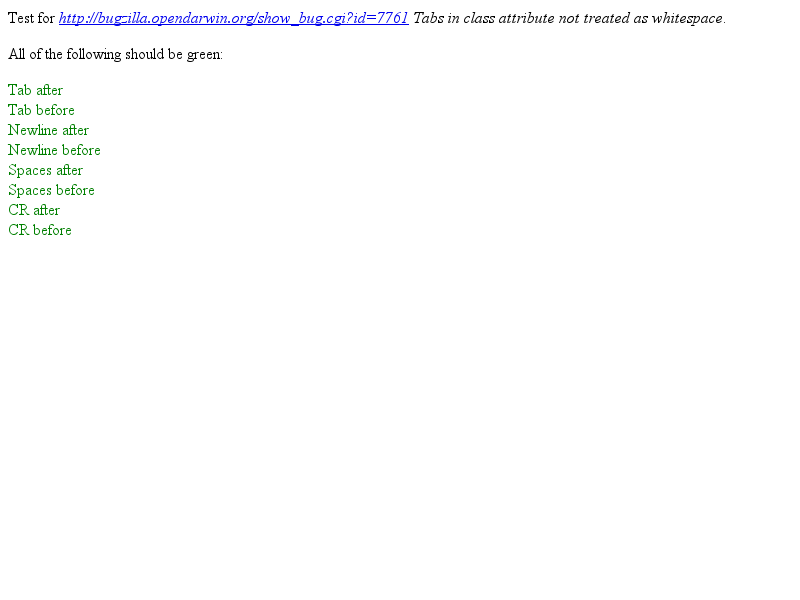 Test for http://bugzilla.opendarwin.org/show_bug.cgi?id=7761 Tabs in class attribute not treated as whitespace.
All of the following should be green:
Tab after
Tab before
Newline after
Newline before
Spaces after
Spaces before
CR after
CR before